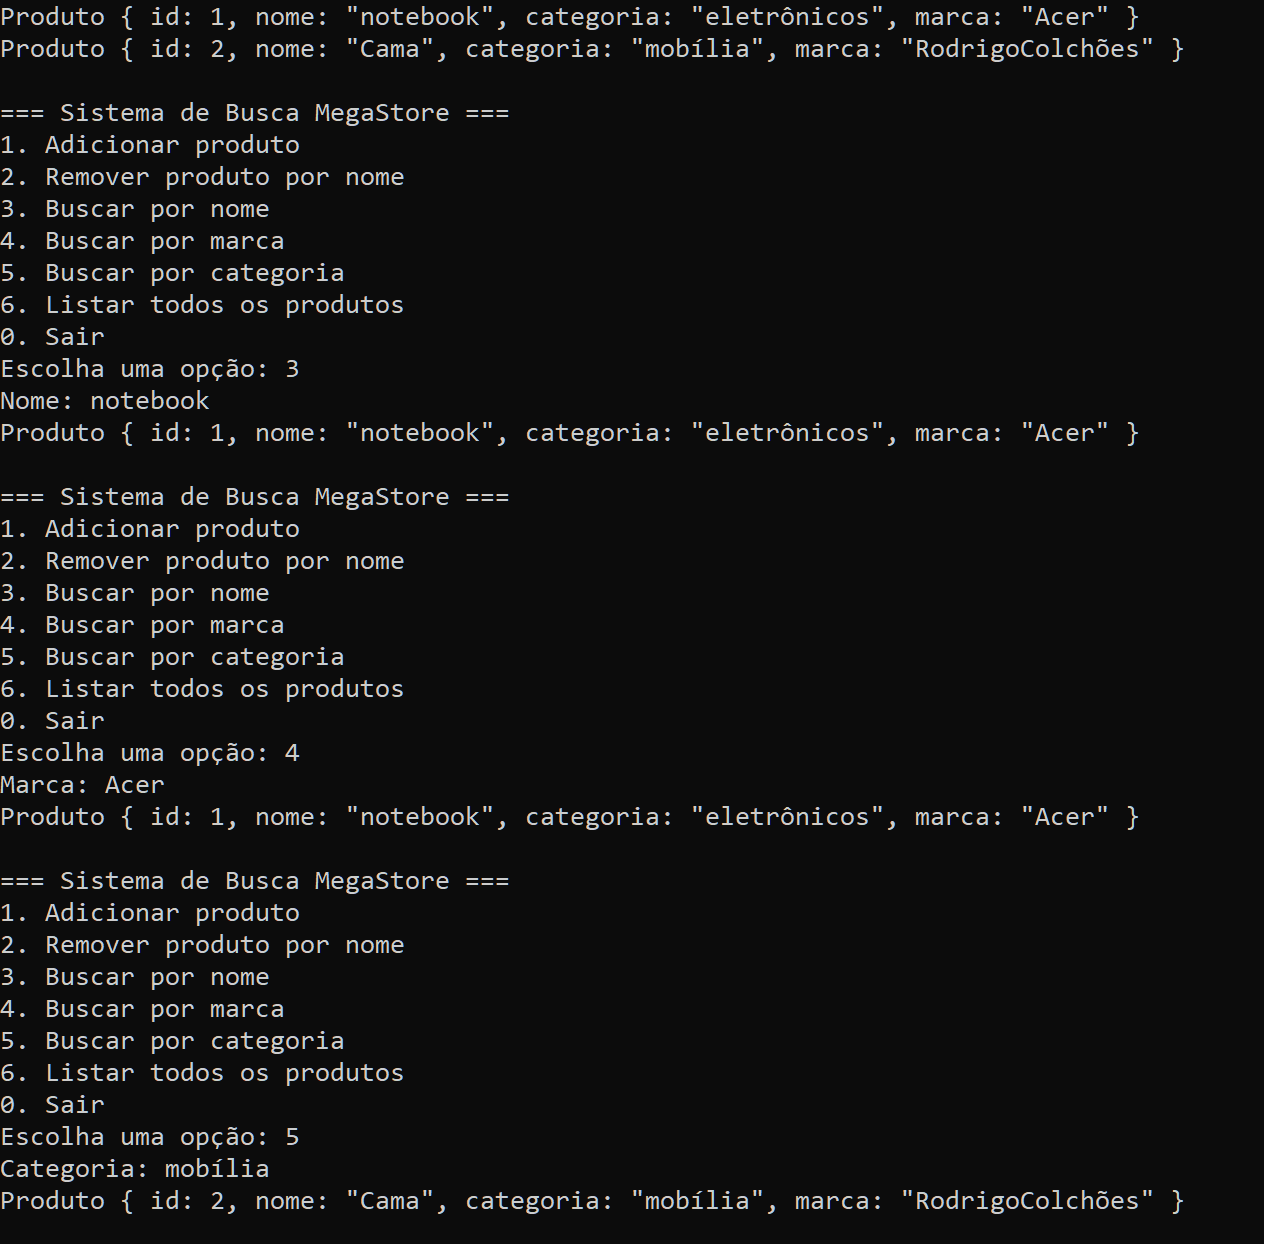 Produto { id: 1, nome: "notebook", categoria: "eletrônicos", marca: "Acer" }
Produto { id: 2, nome: "Cama", categoria: "mobília", marca: "RodrigoColchões" }

=== Sistema de Busca MegaStore ===
1. Adicionar produto
2. Remover produto por nome
3. Buscar por nome
4. Buscar por marca
5. Buscar por categoria
6. Listar todos os produtos
0. Sair
Escolha uma opção: 3
Nome: notebook
Produto { id: 1, nome: "notebook", categoria: "eletrônicos", marca: "Acer" }

=== Sistema de Busca MegaStore ===
1. Adicionar produto
2. Remover produto por nome
3. Buscar por nome
4. Buscar por marca
5. Buscar por categoria
6. Listar todos os produtos
0. Sair
Escolha uma opção: 4
Marca: Acer
Produto { id: 1, nome: "notebook", categoria: "eletrônicos", marca: "Acer" }

=== Sistema de Busca MegaStore ===
1. Adicionar produto
2. Remover produto por nome
3. Buscar por nome
4. Buscar por marca
5. Buscar por categoria
6. Listar todos os produtos
0. Sair
Escolha uma opção: 5
Categoria: mobília
Produto { id: 2, nome: "Cama", categoria: "mobília", marca: "RodrigoColchões" }